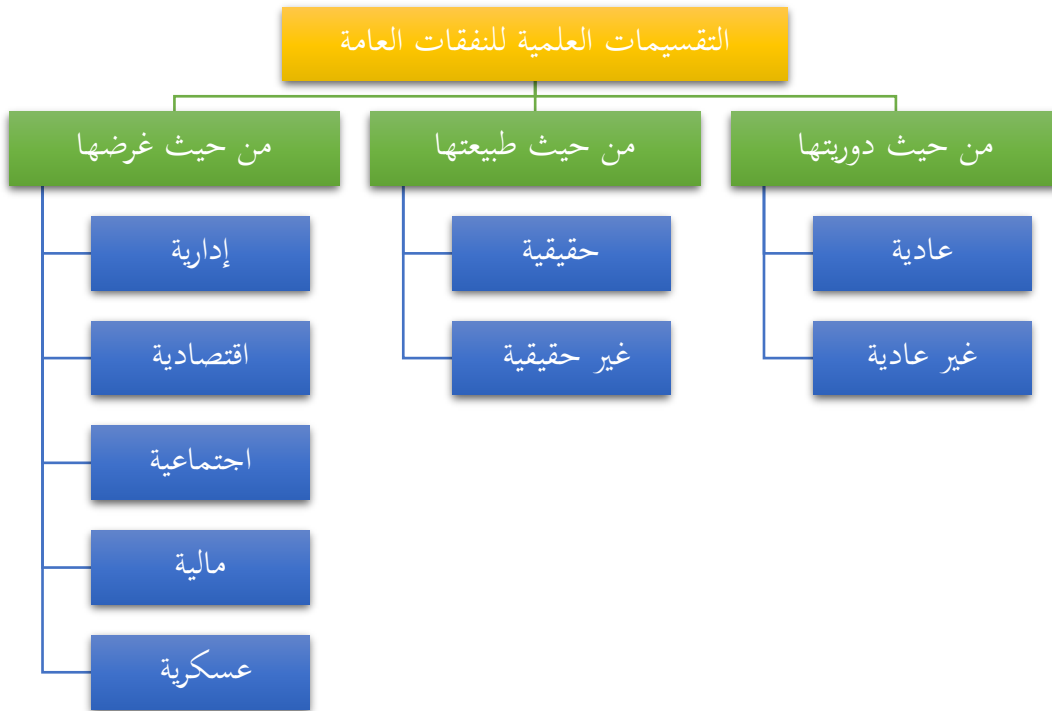 التقسيمات العلمية للنفقات العامة
من حيث دوريتها
عادية
غير عادية
من حيث طبيعتها
حقيقية
غير حقيقية
من حيث غرضها
إدارية
اقتصادية
اجتماعية
مالية
عسكرية